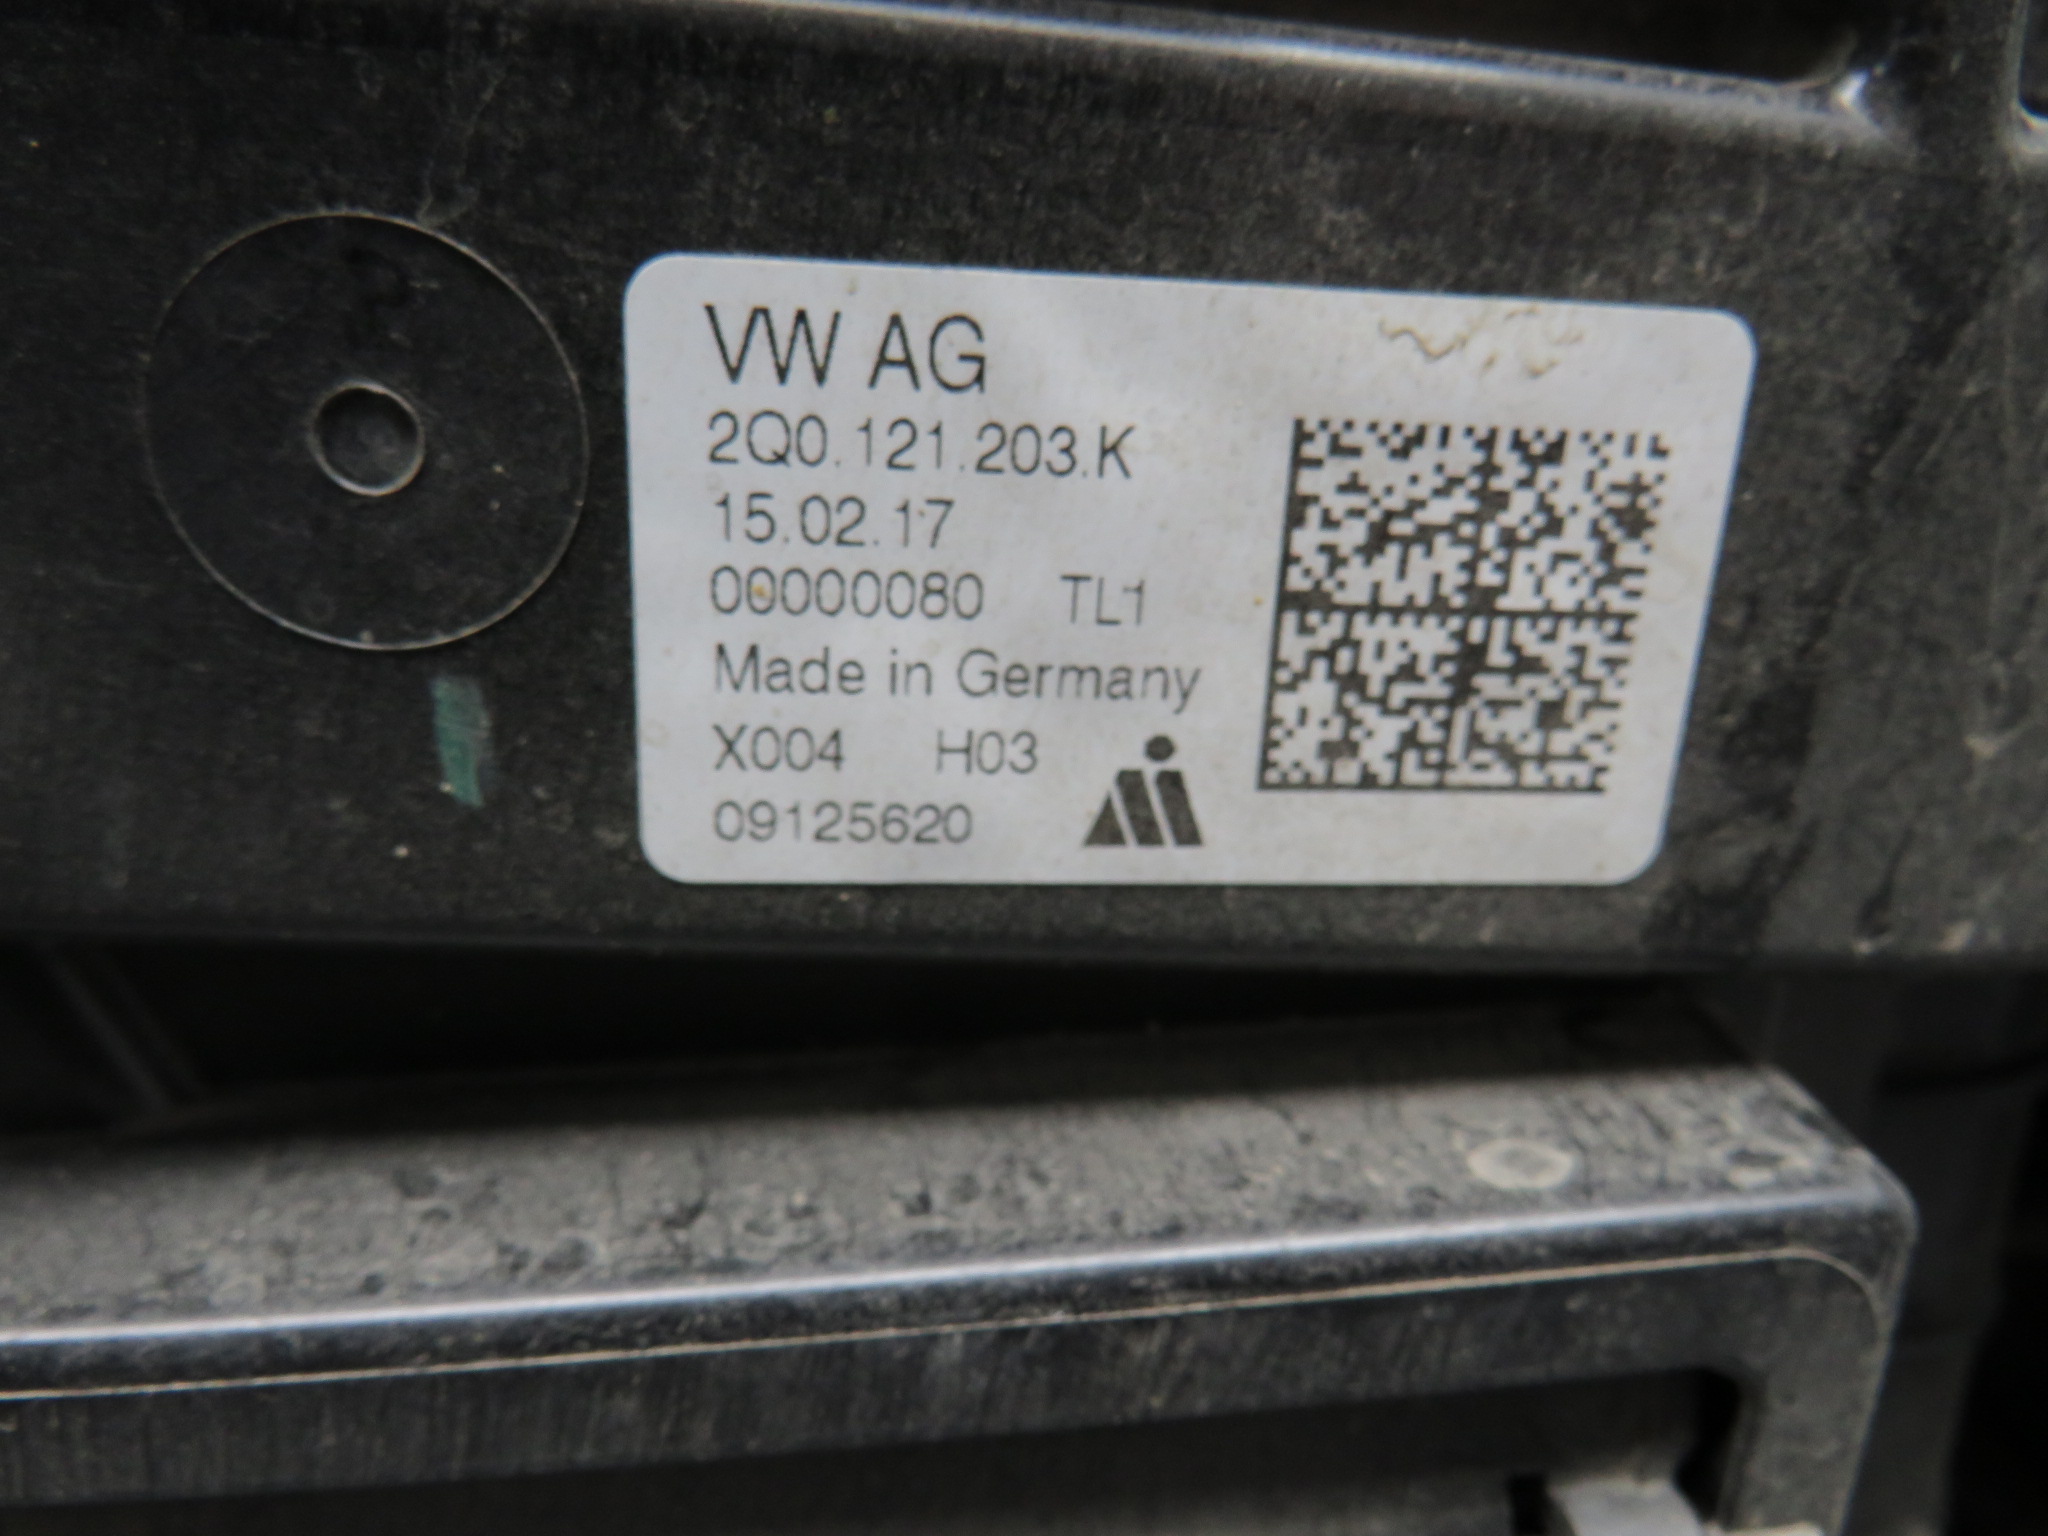 VW AG
2Q0.121.203.K
15.02.17
00000080 TL1
Made in Germany
X004 H03
09125620